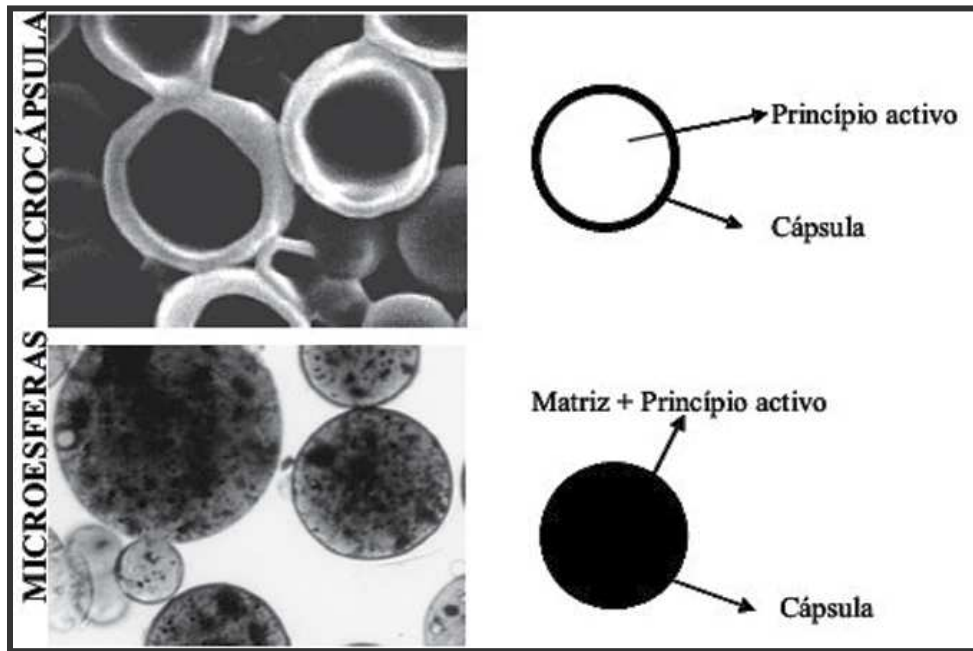 MICROCÁPSULA
Princípio activo
Cápsula
MICROESFERAS
Matriz + Princípio activo
Cápsula